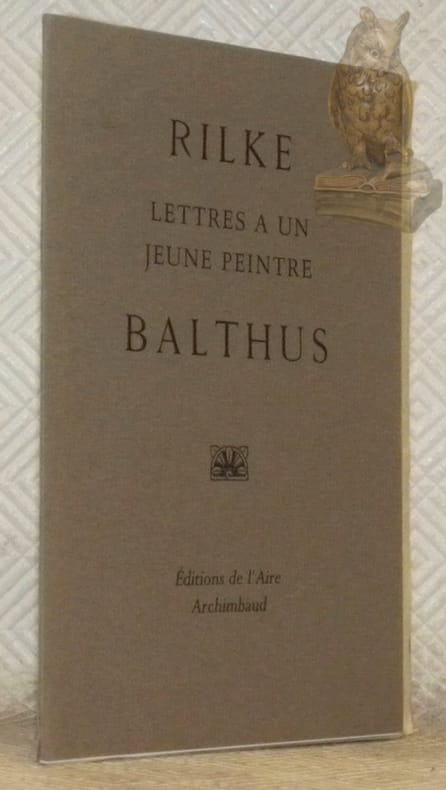 RILKE
LETTRES A UN
JEUNE PEINTRE
BALTHUS
Éditions de l'Aire
Archimbaud